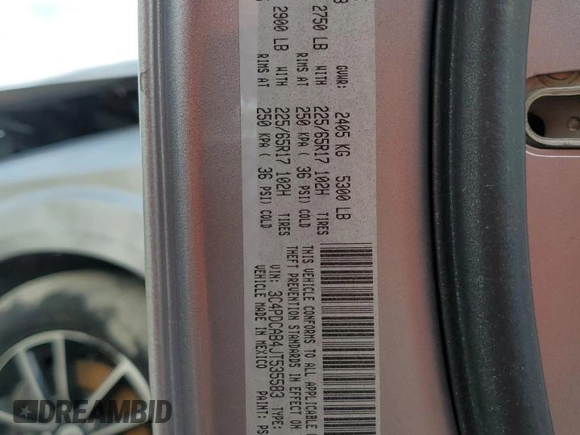 GVWR: 2405 KG 5300 LB
2750 LB WITH 225/65R17 102H TIRES
RIMS AT 250 KPA ( 36 PSI) COLD
2900 LB WITH 225/65R17 102H TIRES
RIMS AT 250 KPA ( 36 PSI) COLD
THIS VEHICLE CONFORMS TO ALL APPLICABLE
THEFT PREVENTION STANDARDS IN EFFECT ON
VIN: 3C4PDCAB4JT535583 TYPE:
VEHICLE MADE IN MEXICO PAINT: PS
DREAMBID